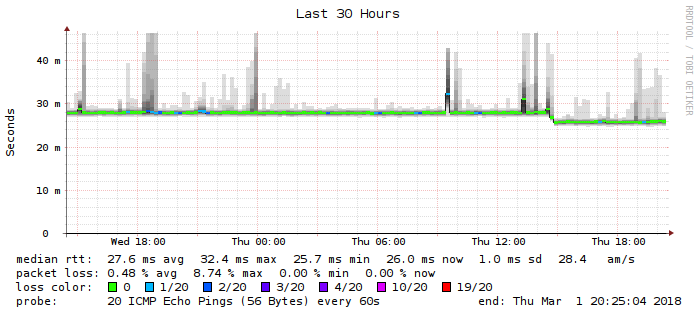 Last 30 Hours
RRDTOOL / TOBI OETIKER
Seconds
40 m
30 m
20 m
10 m
0
Wed 18:00 Thu 00:00 Thu 06:00 Thu 12:00 Thu 18:00
median rtt: 27.6 ms avg 32.4 ms max 25.7 ms min 26.0 ms now 1.0 ms sd 28.4 am/s
packet loss: 0.48 % avg 8.74 % max 0.00 % min 0.00 % now
loss color: 0 1/20 2/20 3/20 4/20 10/20 19/20
probe: 20 ICMP Echo Pings (56 Bytes) every 60s end: Thu Mar 1 20:25:04 2018